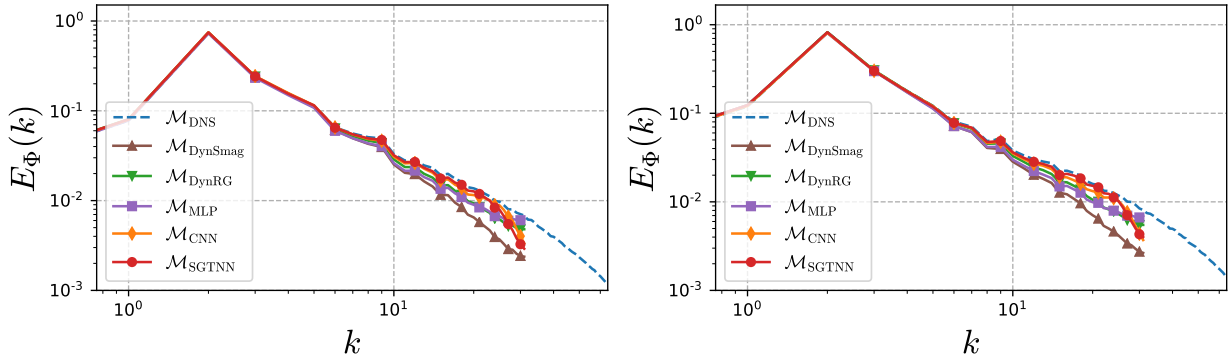 10⁰
10⁻¹
10⁻²
10⁻³
E_Φ(k)
M_DNS
M_DynSmag
M_DynRG
M_MLP
M_CNN
M_SGTNN
10⁰
10¹
k
10⁰
10⁻¹
10⁻²
10⁻³
E_Φ(k)
M_DNS
M_DynSmag
M_DynRG
M_MLP
M_CNN
M_SGTNN
10⁰
10¹
k